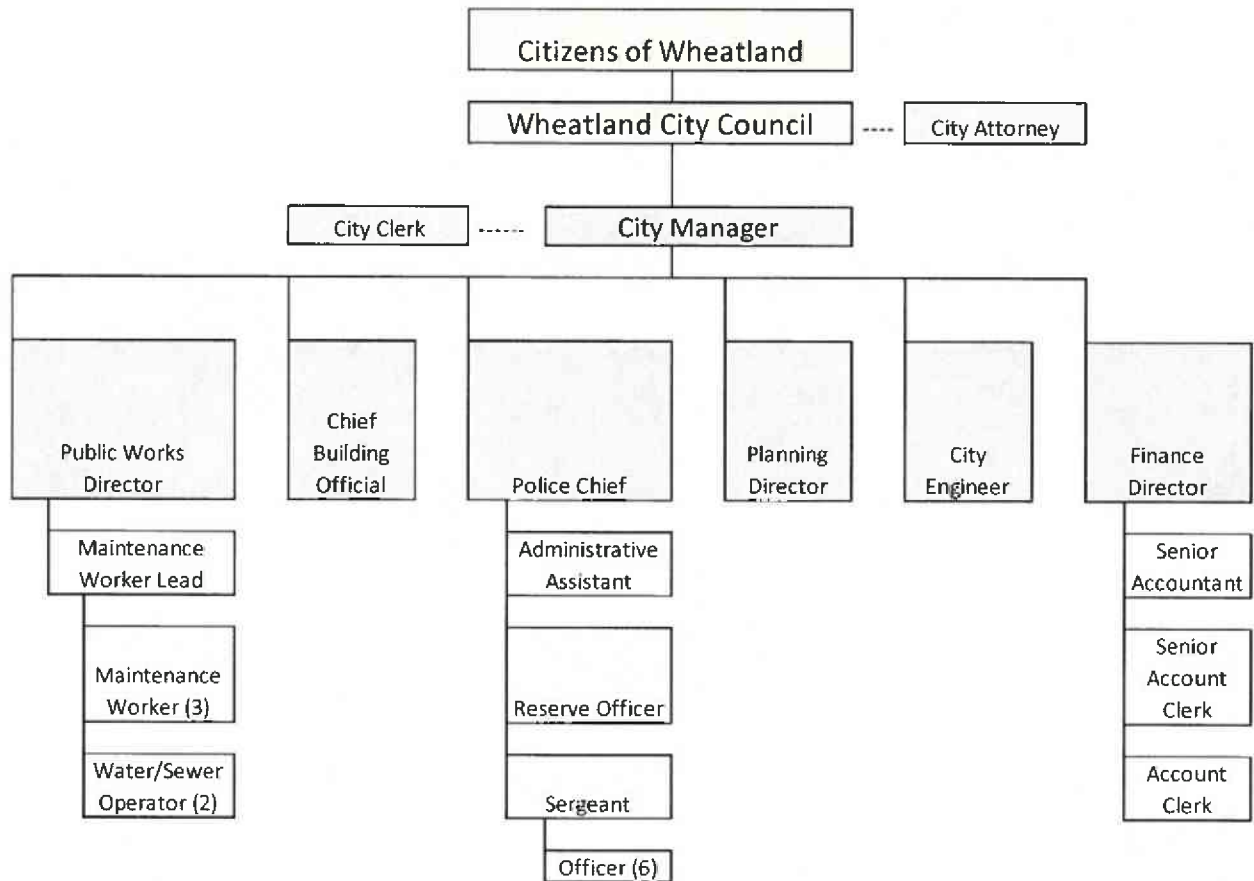 Citizens of Wheatland
Wheatland City Council
City Attorney
City Clerk
City Manager
Public Works
Director
Chief
Building
Official
Police Chief
Planning
Director
City
Engineer
Finance
Director
Maintenance
Worker Lead
Administrative
Assistant
Senior
Accountant
Maintenance
Worker (3)
Reserve Officer
Senior
Account
Clerk
Water/Sewer
Operator (2)
Sergeant
Account
Clerk
Officer (6)